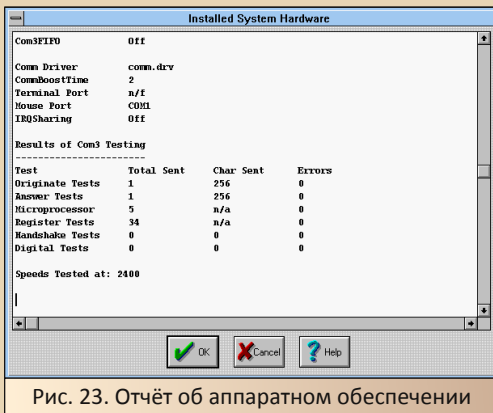 Installed System Hardware
Com3FIFO Off
Comm Driver comm.drv
CommBoostTime 2
Terminal Port n/f
Mouse Port COM1
IRQSharing Off
Results of Com3 Testing
-----------------------
Test Total Sent Char Sent Errors
Originate Tests 1 256 0
Answer Tests 1 256 0
Microprocessor 5 n/a 0
Register Tests 34 n/a 0
Handshake Tests 0 0 0
Digital Tests 0 0 0
Speeds Tested at: 2400
OK Cancel Help
Рис. 23. Отчёт об аппаратном обеспечении